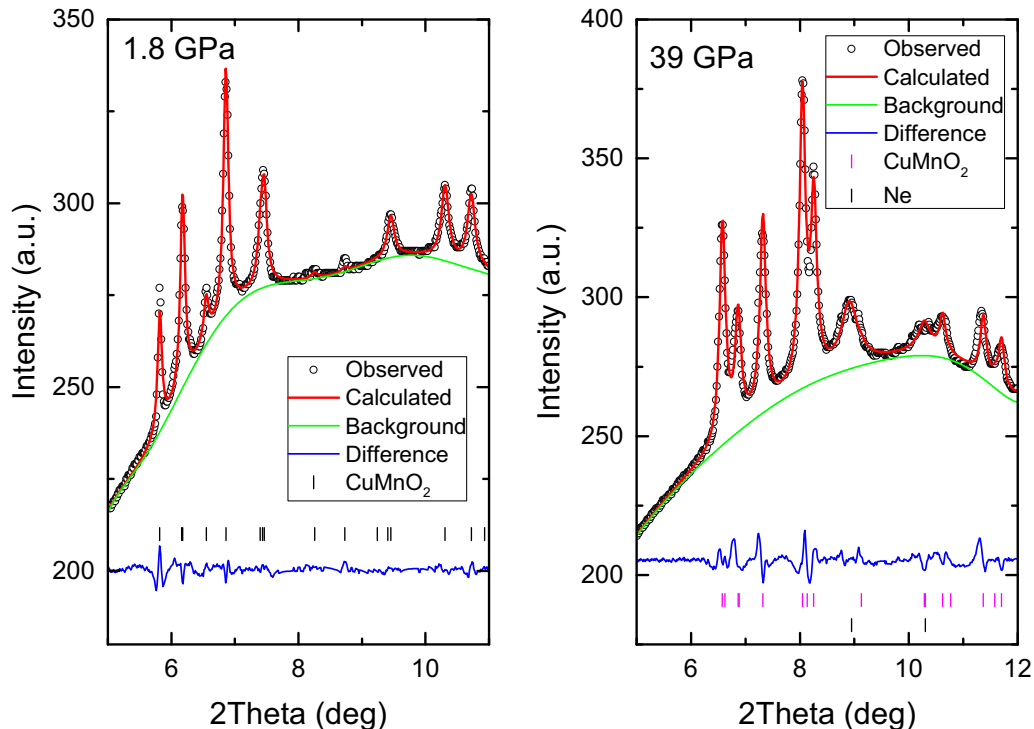 1.8 GPa
350
300
250
200
Intensity (a.u.)
Observed
Calculated
Background
Difference
CuMnO₂
6
8
10
2Theta (deg)
39 GPa
400
350
300
250
200
Intensity (a.u.)
Observed
Calculated
Background
Difference
CuMnO₂
Ne
6
8
10
12
2Theta (deg)